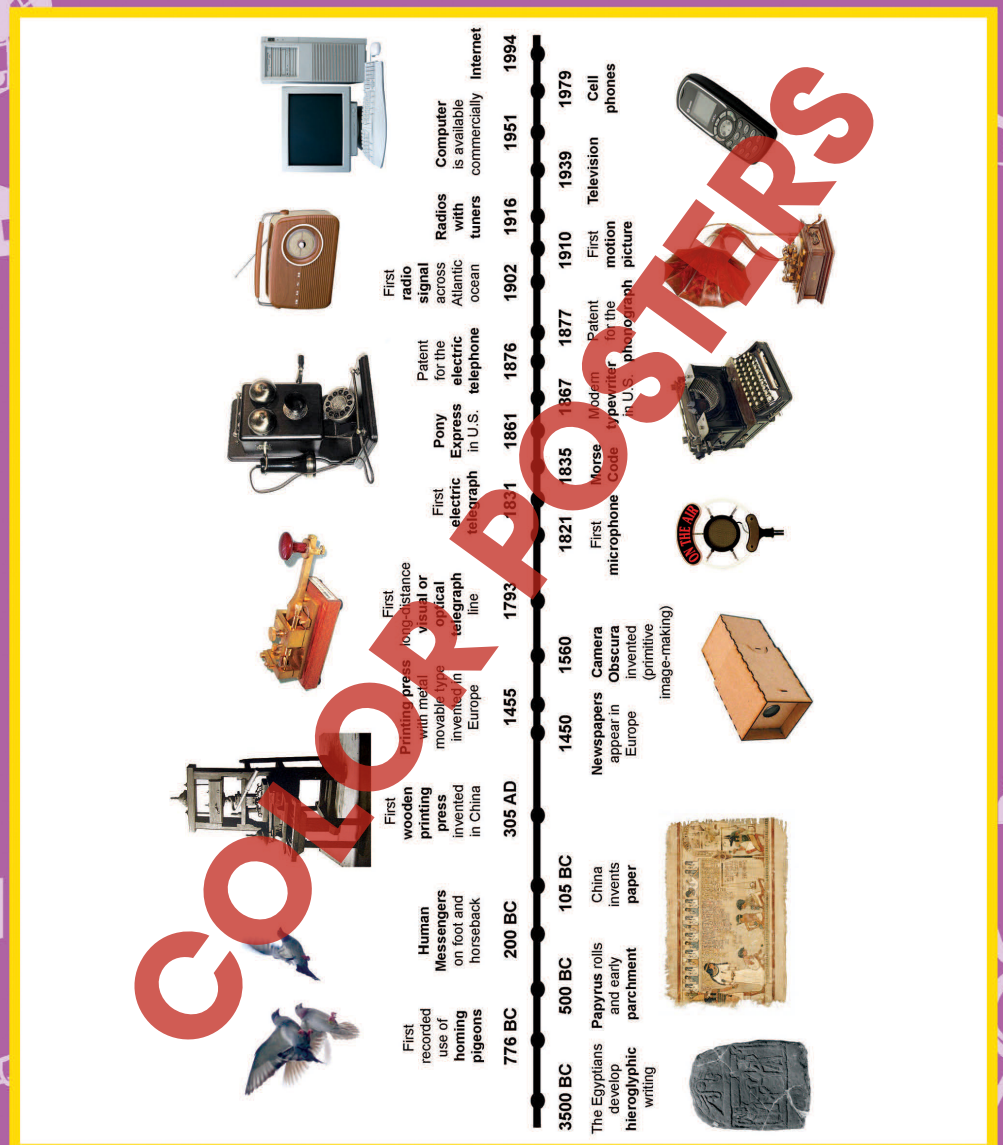 3500 BC
The Egyptians
develop
hieroglyphic
writing
776 BC
First
recorded
use of
homing
pigeons
500 BC
Papyrus rolls
and early
parchment
200 BC
Human
Messengers
on foot and
horseback
105 BC
China
invents
paper
305 AD
First
wooden
printing
press
invented
in China
1450
Newspapers
appear in
Europe
1455
Printing press
with metal
movable type
invented in
Europe
1560
Camera
Obscura
invented
(primitive
image-making)
1793
First
long-distance
visual or
optical
telegraph
line
1821
First
microphone
ON THE AIR
1831
First
electric
telegraph
1835
Morse
Code
1861
Pony
Express
in U.S.
1867
Modern
typewriter
in U.S.
1876
Patent
for the
electric
telephone
1877
Patent
for the
phonograph
1902
First
radio
signal
across
Atlantic
ocean
1910
First
motion
picture
1916
Radios
with
tuners
1939
Television
1951
Computer
is available
commercially
1979
Cell
phones
1994
Internet
COLOR POSTERS